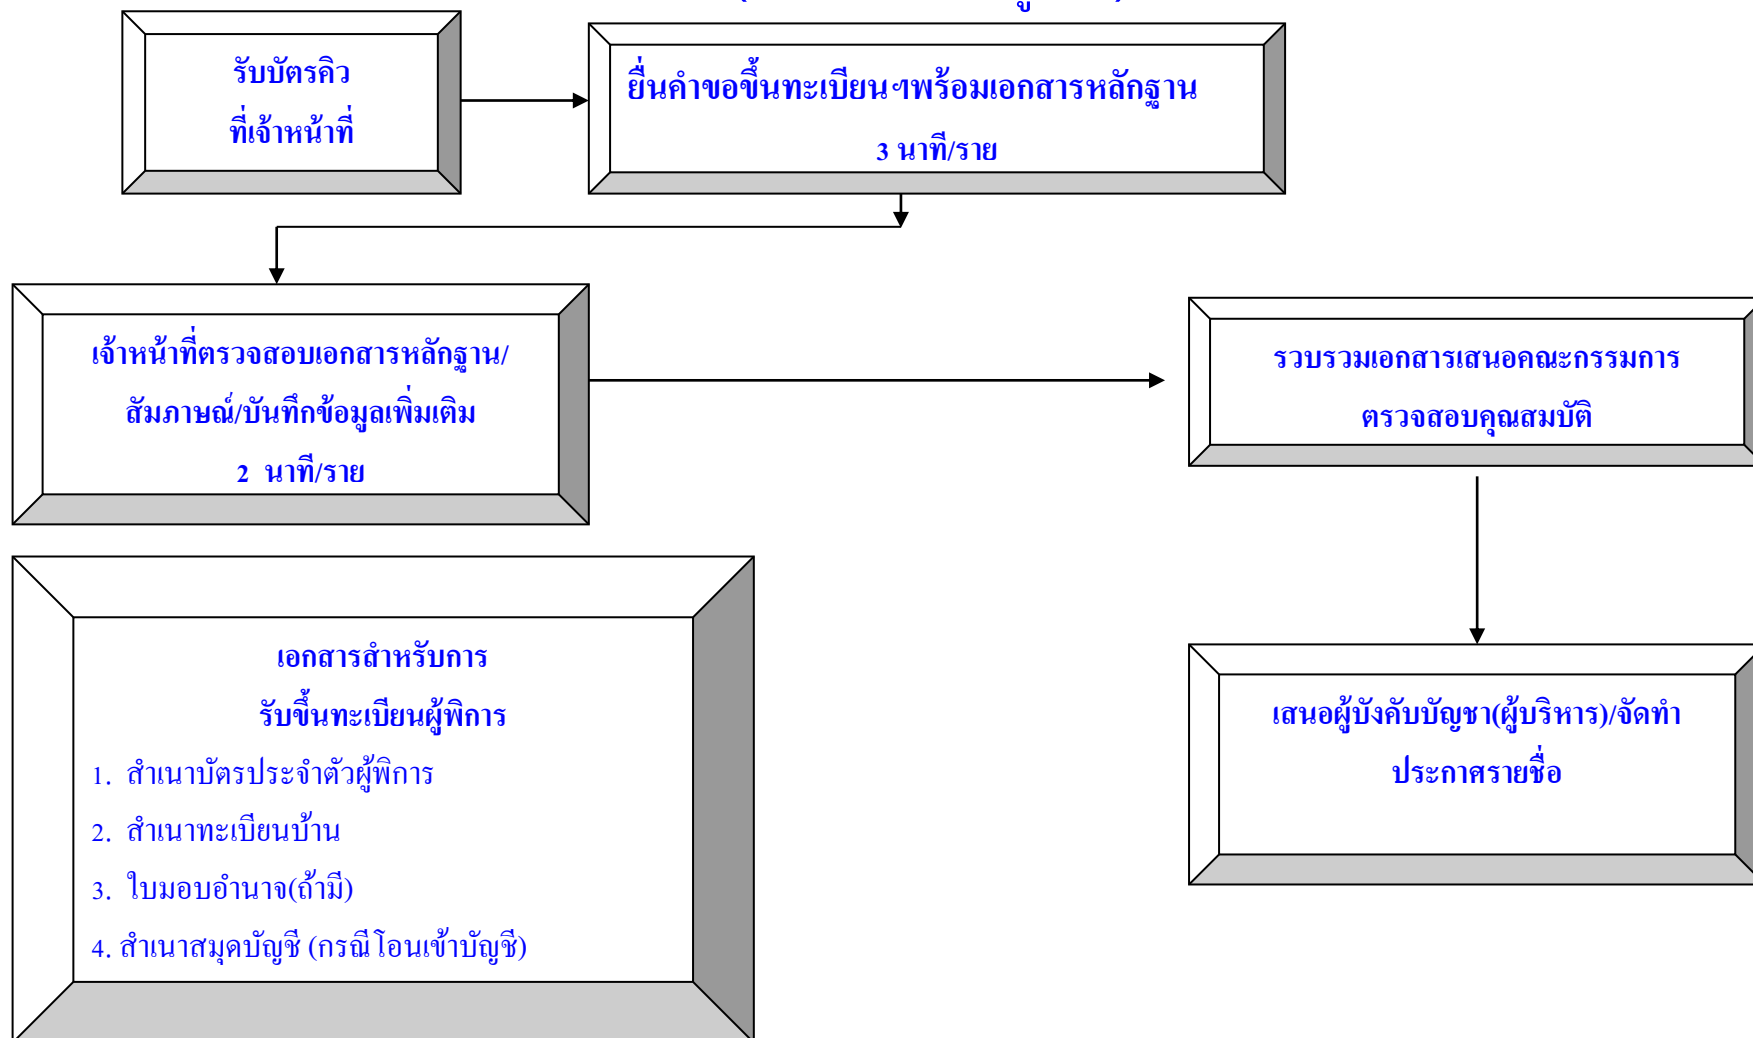 รับบัตรคิว
ที่เจ้าหน้าที่
ยื่นคำขอขึ้นทะเบียนฯพร้อมเอกสารหลักฐาน
3 นาที/ราย
เจ้าหน้าที่ตรวจสอบเอกสารหลักฐาน/
สัมภาษณ์/บันทึกข้อมูลเพิ่มเติม
2 นาที/ราย
รวบรวมเอกสารเสนอคณะกรรมการ
ตรวจสอบคุณสมบัติ
เอกสารสำหรับการ
รับขึ้นทะเบียนผู้พิการ
1. สำเนาบัตรประจำตัวผู้พิการ
2. สำเนาทะเบียนบ้าน
3. ใบมอบอำนาจ(ถ้ามี)
4. สำเนาสมุดบัญชี (กรณีโอนเข้าบัญชี)
เสนอผู้บังคับบัญชา(ผู้บริหาร)/จัดทำ
ประกาศรายชื่อ